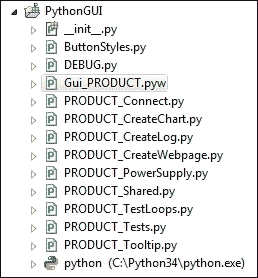 PythonGUI
__init__.py
ButtonStyles.py
DEBUG.py
Gui_PRODUCT.pyw
PRODUCT_Connect.py
PRODUCT_CreateChart.py
PRODUCT_CreateLog.py
PRODUCT_CreateWebpage.py
PRODUCT_PowerSupply.py
PRODUCT_Shared.py
PRODUCT_TestLoops.py
PRODUCT_Tests.py
PRODUCT_Tooltip.py
python (C:\Python34\python.exe)